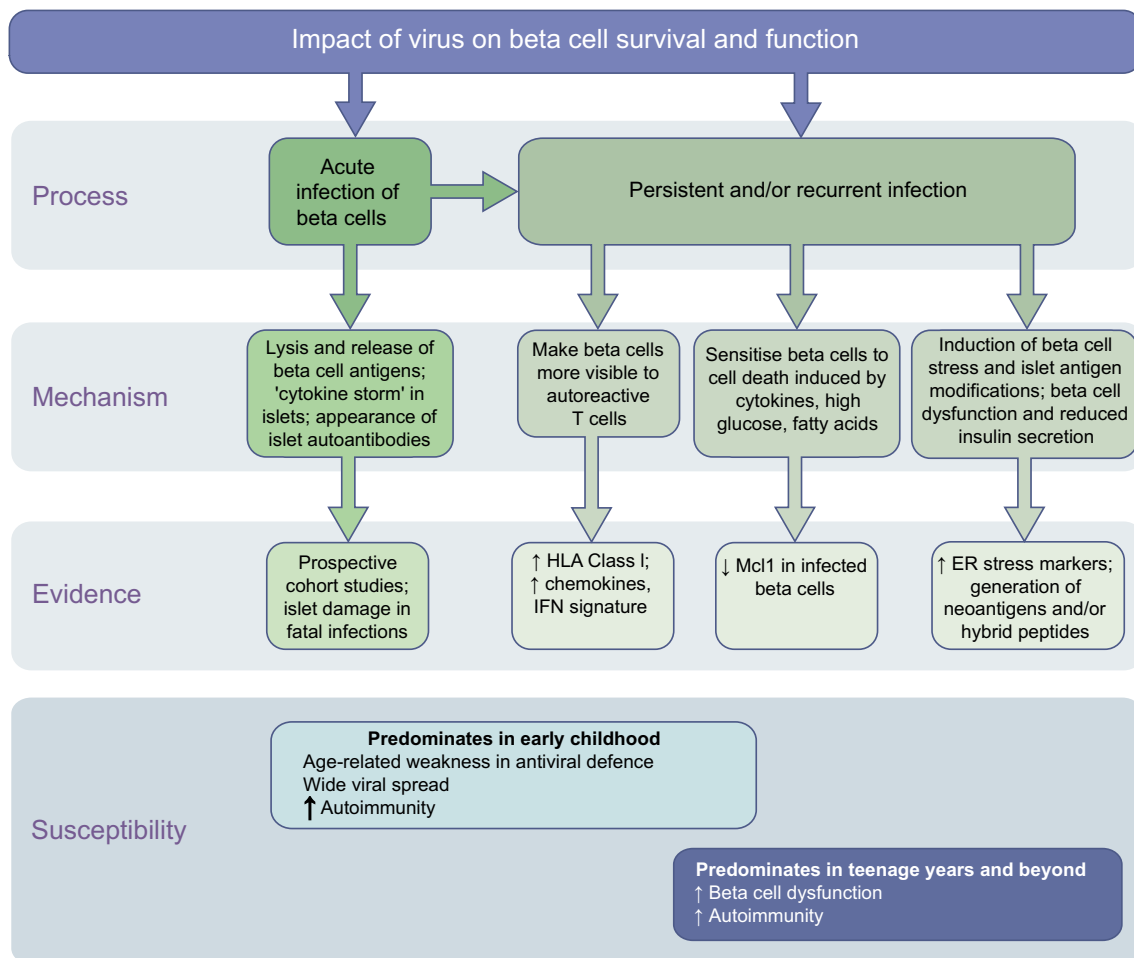 Impact of virus on beta cell survival and function
Process
Acute
infection of
beta cells
Persistent and/or recurrent infection
Mechanism
Lysis and release of
beta cell antigens;
'cytokine storm' in
islets; appearance of
islet autoantibodies
Make beta cells
more visible to
autoreactive
T cells
Sensitise beta cells to
cell death induced by
cytokines, high
glucose, fatty acids
Induction of beta cell
stress and islet antigen
modifications; beta cell
dysfunction and reduced
insulin secretion
Evidence
Prospective
cohort studies;
islet damage in
fatal infections
↑ HLA Class I;
↑ chemokines,
IFN signature
↓ Mcl1 in infected
beta cells
↑ ER stress markers;
generation of
neoantigens and/or
hybrid peptides
Susceptibility
Predominates in early childhood
Age-related weakness in antiviral defence
Wide viral spread
↑ Autoimmunity
Predominates in teenage years and beyond
↑ Beta cell dysfunction
↑ Autoimmunity